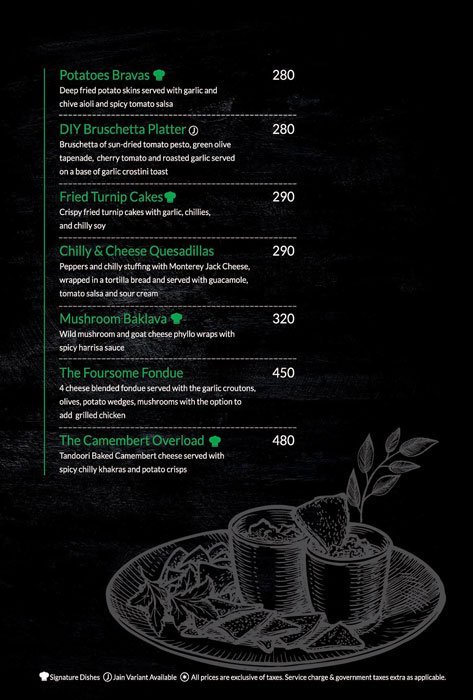 Potatoes Bravas 280
Deep fried potato skins served with garlic and
chive aioli and spicy tomato salsa
DIY Bruschetta Platter J 280
Bruschetta of sun-dried tomato pesto, green olive
tapenade, cherry tomato and roasted garlic served
on a base of garlic crostini toast
Fried Turnip Cakes 290
Crispy fried turnip cakes with garlic, chillies,
and chilly soy
Chilly & Cheese Quesadillas 290
Peppers and chilly stuffing with Monterey Jack Cheese,
wrapped in a tortilla bread and served with guacamole,
tomato salsa and sour cream
Mushroom Baklava 320
Wild mushroom and goat cheese phyllo wraps with
spicy harrisa sauce
The Foursome Fondue 450
4 cheese blended fondue served with the garlic croutons,
olives, potato wedges, mushrooms with the option to
add grilled chicken
The Camembert Overload 480
Tandoori Baked Camembert cheese served with
spicy chilly khakras and potato crisps
Signature Dishes J Jain Variant Available All prices are exclusive of taxes. Service charge & government taxes extra as applicable.